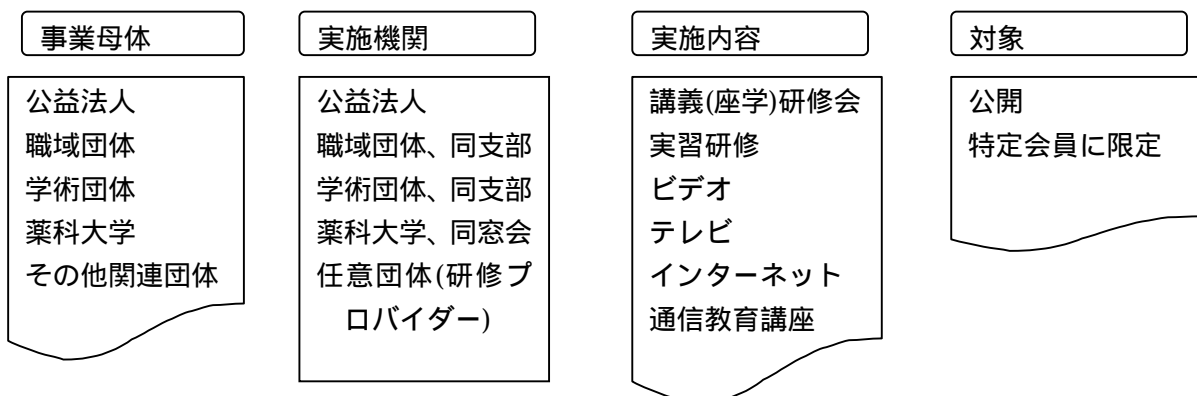 事業母体
公益法人
職域団体
学術団体
薬科大学
その他関連団体
実施機関
公益法人
職域団体、同支部
学術団体、同支部
薬科大学、同窓会
任意団体(研修プ
ロバイダー)
実施内容
講義(座学)研修会
実習研修
ビデオ
テレビ
インターネット
通信教育講座
対象
公開
特定会員に限定